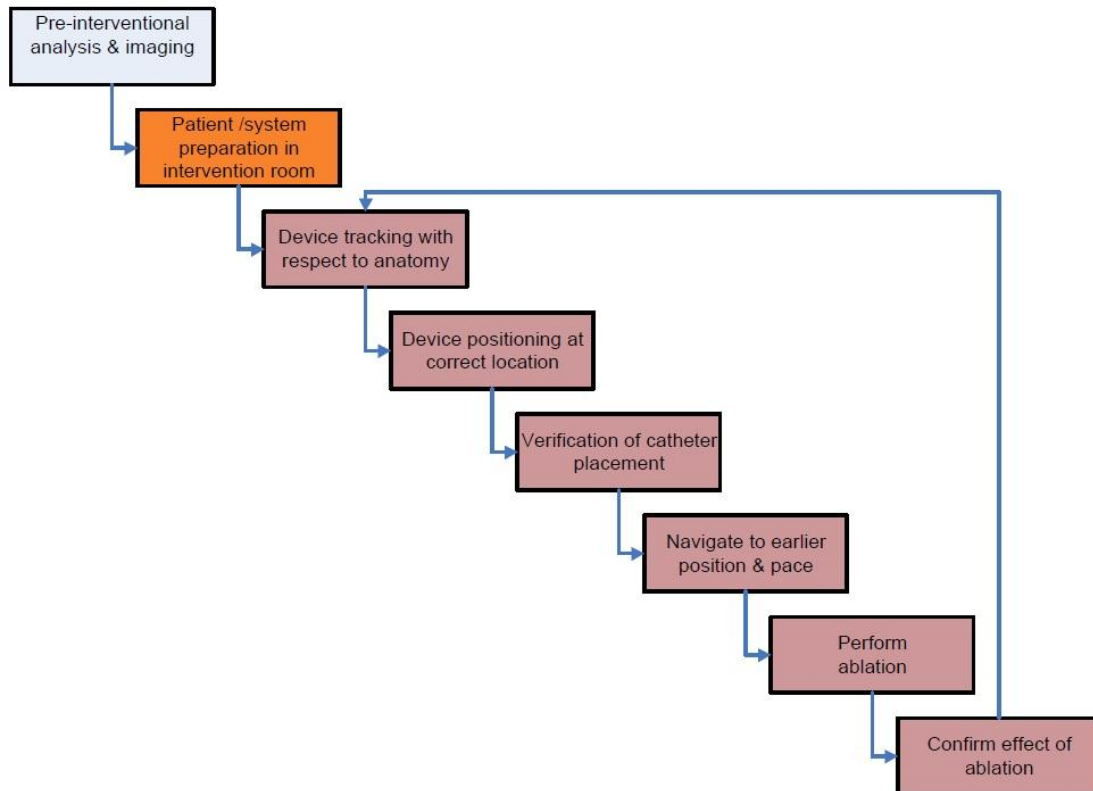 Pre-interventional
analysis & imaging
Patient /system
preparation in
intervention room
Device tracking with
respect to anatomy
Device positioning at
correct location
Verification of catheter
placement
Navigate to earlier
position & pace
Perform
ablation
Confirm effect of
ablation